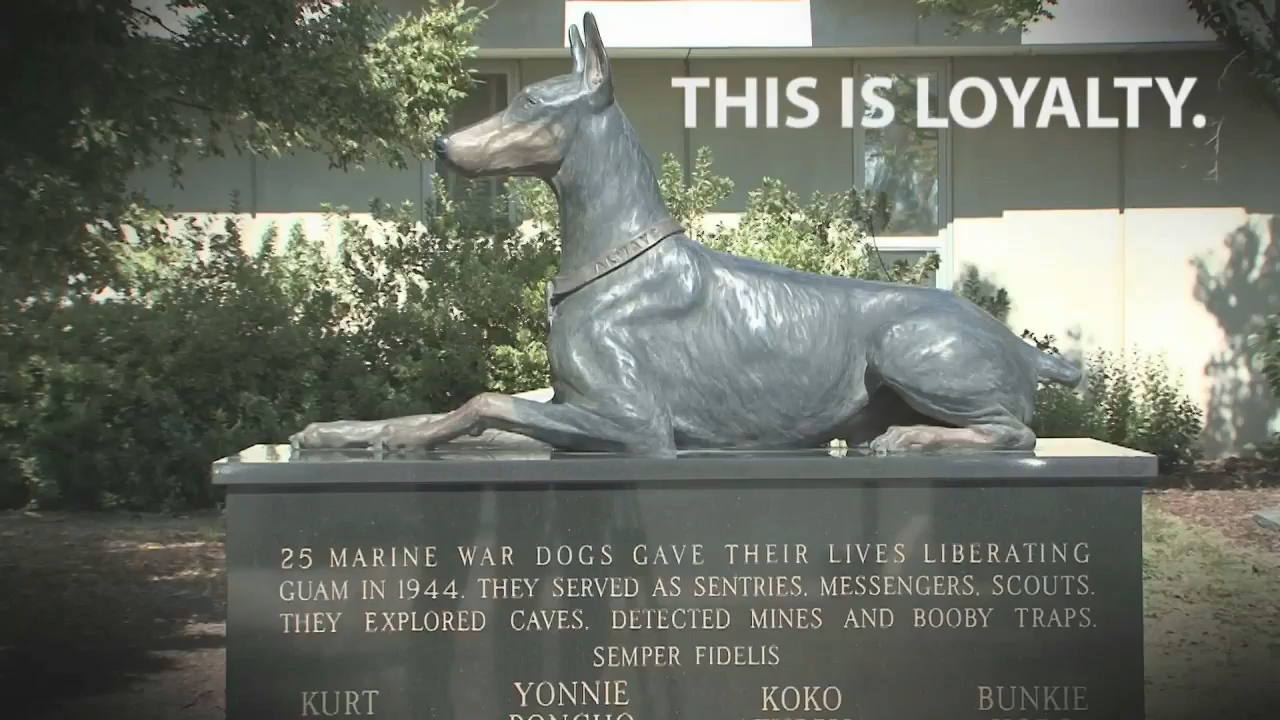 THIS IS LOYALTY.
25 MARINE WAR DOGS GAVE THEIR LIVES LIBERATING
GUAM IN 1944. THEY SERVED AS SENTRIES, MESSENGERS, SCOUTS.
THEY EXPLORED CAVES, DETECTED MINES AND BOOBY TRAPS.
SEMPER FIDELIS
KURT YONNIE KOKO BUNKIE